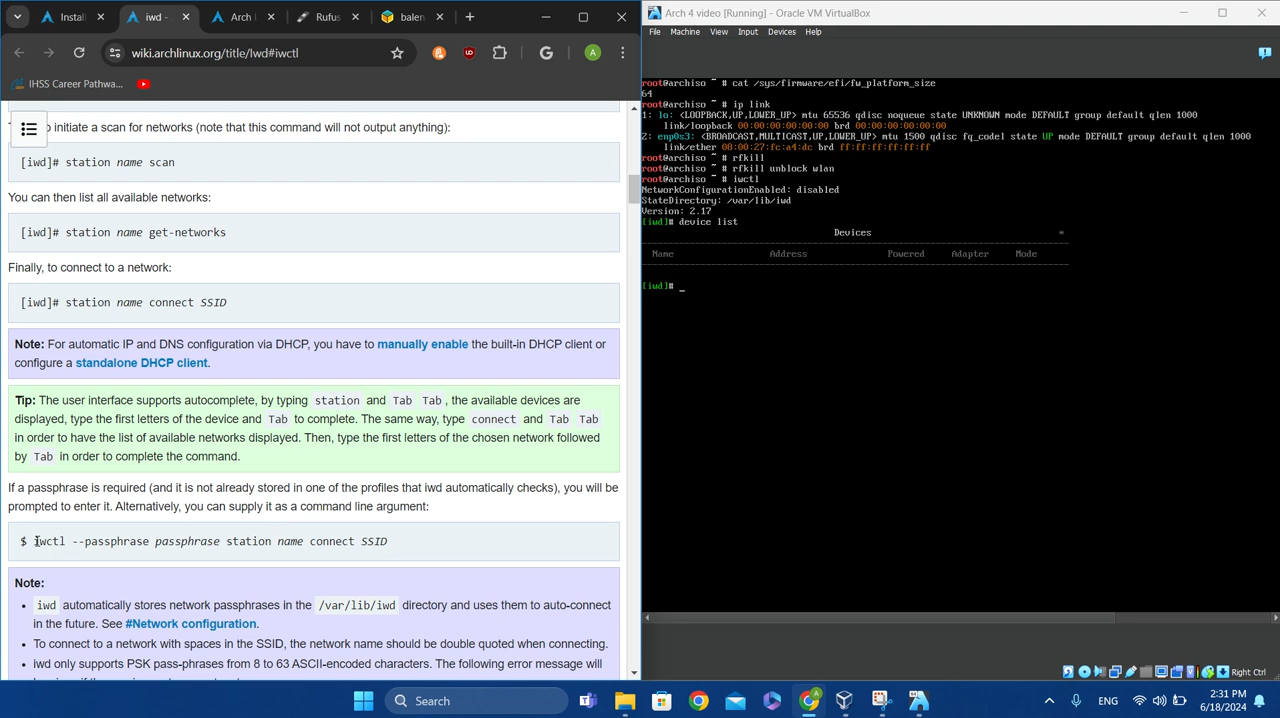 Install
iwd -
Arch L
Rufus
balen
wiki.archlinux.org/title/Iwd#iwctl
IHSS Career Pathwa...
initiate a scan for networks (note that this command will not output anything):
[iwd]# station name scan
You can then list all available networks:
[iwd]# station name get-networks
Finally, to connect to a network:
[iwd]# station name connect SSID
Note: For automatic IP and DNS configuration via DHCP, you have to manually enable the built-in DHCP client or
configure a standalone DHCP client.
Tip: The user interface supports autocomplete, by typing station and Tab Tab , the available devices are
displayed, type the first letters of the device and Tab to complete. The same way, type connect and Tab Tab
in order to have the list of available networks displayed. Then, type the first letters of the chosen network followed
by Tab in order to complete the command.
If a passphrase is required (and it is not already stored in one of the profiles that iwd automatically checks), you will be
prompted to enter it. Alternatively, you can supply it as a command line argument:
$ iwctl --passphrase passphrase station name connect SSID
Note:
• iwd automatically stores network passphrases in the /var/lib/iwd directory and uses them to auto-connect
in the future. See #Network configuration.
• To connect to a network with spaces in the SSID, the network name should be double quoted when connecting.
• iwd only supports PSK pass-phrases from 8 to 63 ASCII-encoded characters. The following error message will
Arch 4 video [Running] - Oracle VM VirtualBox
File Machine View Input Devices Help
root@archiso ~ # cat /sys/firmware/efi/fw_platform_size
64
root@archiso ~ # ip link
1: lo: <LOOPBACK,UP,LOWER_UP> mtu 65536 qdisc noqueue state UNKNOWN mode DEFAULT group default qlen 1000
link/loopback 00:00:00:00:00:00 brd 00:00:00:00:00:00
2: enp0s3: <BROADCAST,MULTICAST,UP,LOWER_UP> mtu 1500 qdisc fq_codel state UP mode DEFAULT group default qlen 1000
link/ether 08:00:27:fc:a4:dc brd ff:ff:ff:ff:ff:ff
root@archiso ~ # rfkill
root@archiso ~ # rfkill unblock wlan
root@archiso ~ # iwctl
NetworkConfigurationEnabled: disabled
StateDirectory: /var/lib/iwd
Version: 2.17
[iwd]# device list
Devices *
Name Address Powered Adapter Mode
[iwd]# _
Right Ctrl
Search
ENG
2:31 PM
6/18/2024